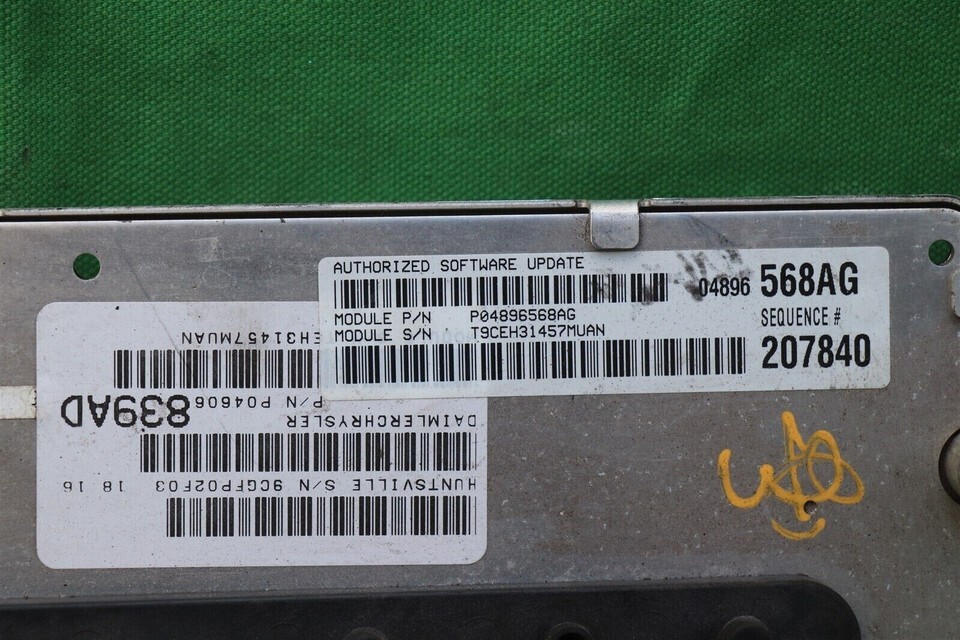 AUTHORIZED SOFTWARE UPDATE
04896 568AG
MODULE P/N P04896568AG
MODULE S/N T9CEH31457MUAN
SEQUENCE #
207840
HUNTSVILLE S/N 9CGFP02F03 18 16
DAIMLERCHRYSLER
P/N P04606
839AD
EH31457MUAN